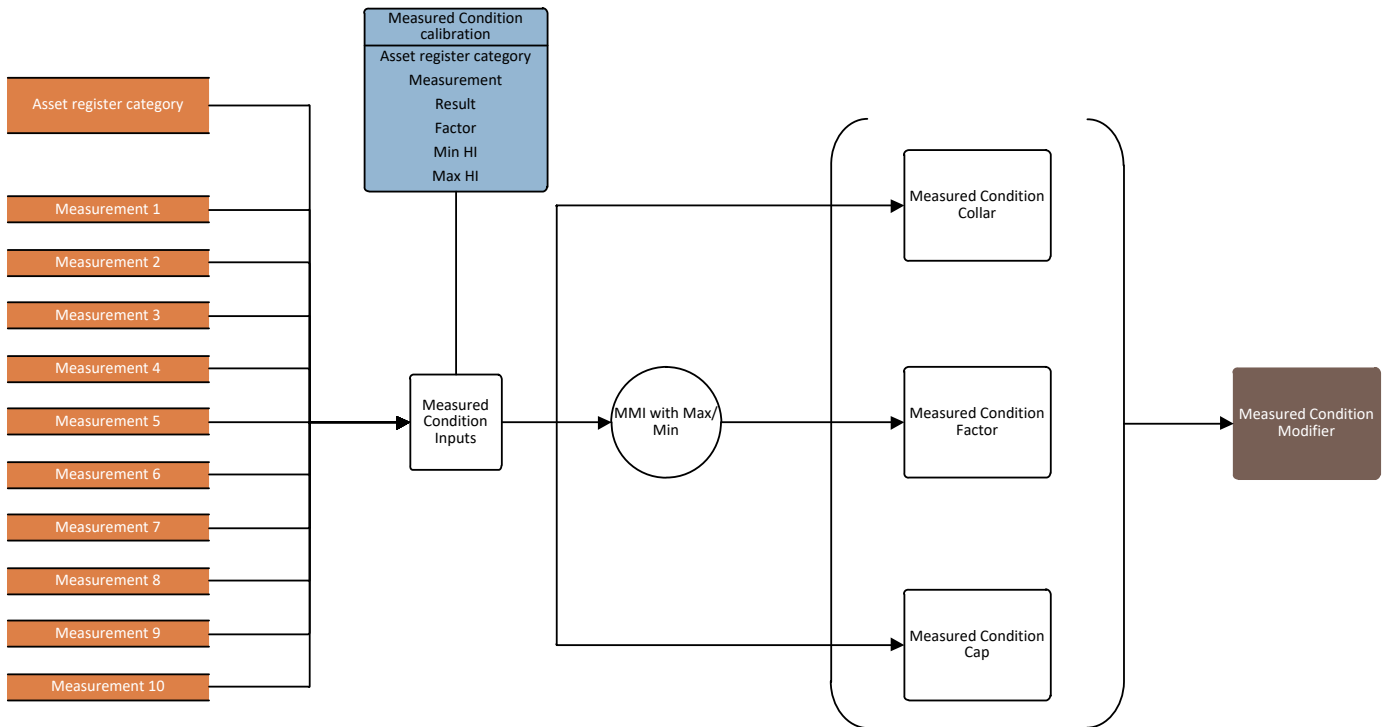 Measured Condition
calibration
Asset register category
Measurement
Result
Factor
Min HI
Max HI
Asset register category
Measurement 1
Measurement 2
Measurement 3
Measurement 4
Measurement 5
Measurement 6
Measurement 7
Measurement 8
Measurement 9
Measurement 10
Measured
Condition
Inputs
MMI with Max/
Min
Measured Condition
Collar
Measured Condition
Factor
Measured Condition
Cap
Measured Condition
Modifier